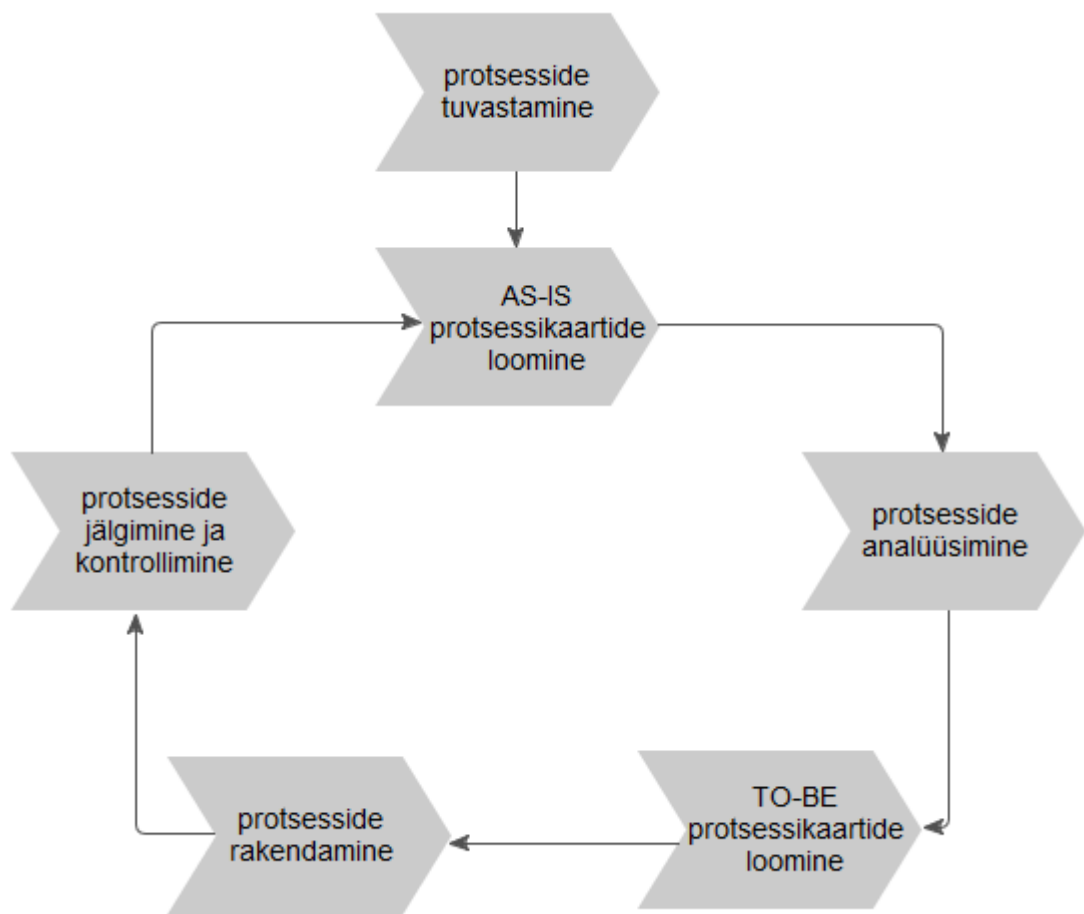 protsesside
tuvastamine
AS-IS
protsessikaartide
loomine
protsesside
analüüsimine
TO-BE
protsessikaartide
loomine
protsesside
rakendamine
protsesside
jälgimine ja
kontrollimine